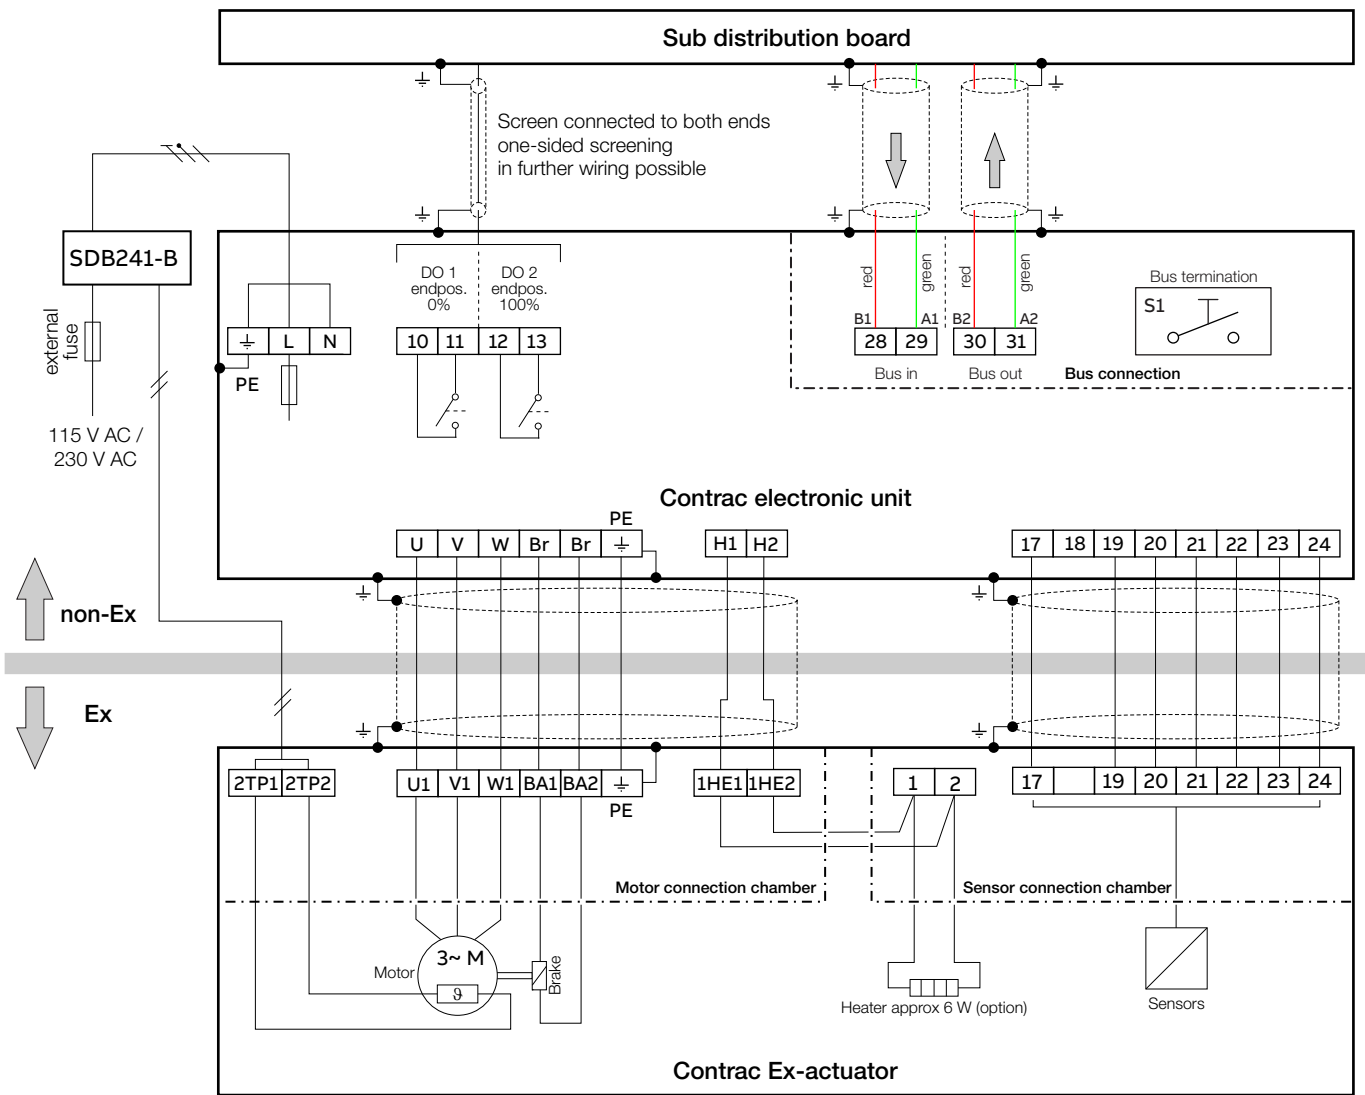 Sub distribution board
Screen connected to both ends
one-sided screening
in further wiring possible
SDB241-B
external
fuse
115 V AC /
230 V AC
L N
PE
DO 1
endpos.
0%
DO 2
endpos.
100%
10 11 12 13
red green red green
B1 A1 B2 A2
28 29 30 31
Bus in Bus out
Bus connection
Bus termination
S1
Contrac electronic unit
PE
U V W Br Br
H1 H2
17 18 19 20 21 22 23 24
non-Ex
Ex
2TP1 2TP2
U1 V1 W1 BA1 BA2
PE
1HE1 1HE2
1 2
17 19 20 21 22 23 24
Motor connection chamber
Sensor connection chamber
3~ M
Motor
ϑ
Brake
Heater approx 6 W (option)
Sensors
Contrac Ex-actuator